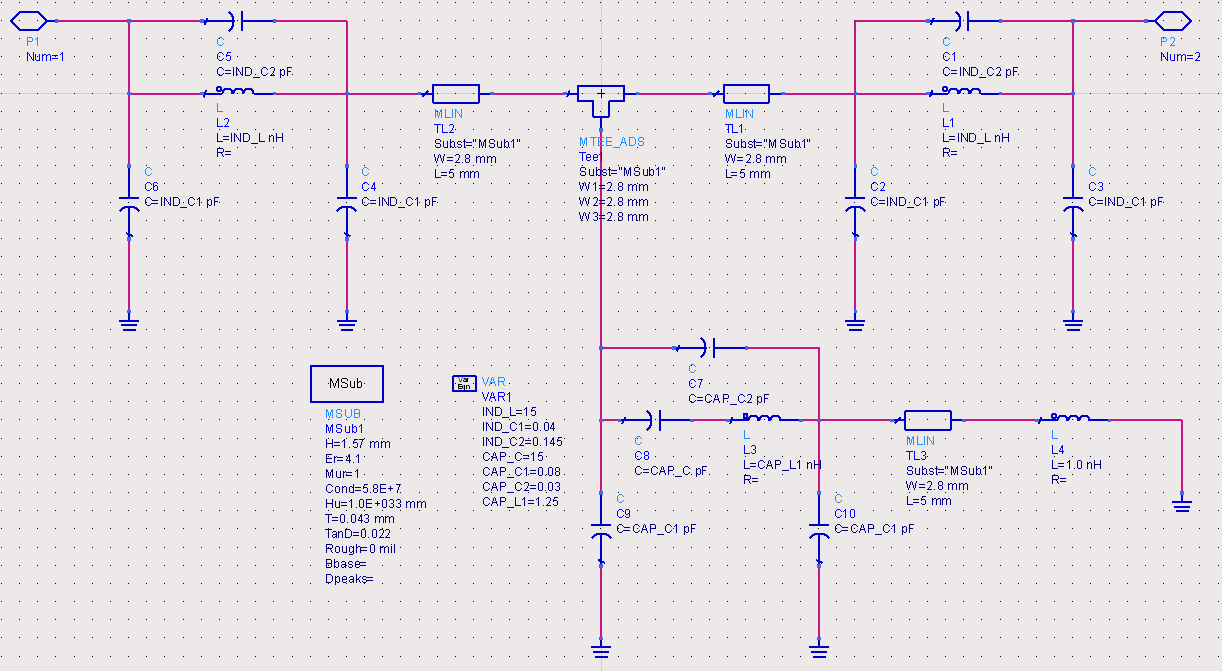 P1
Num=1
C
C5
C=IND_C2 pF
L
L2
L=IND_L nH
R=
C
C6
C=IND_C1 pF
C
C4
C=IND_C1 pF
MLIN
TL2
Subst="MSub1"
W=2.8 mm
L=5 mm
MTEE_ADS
Tee1
Subst="MSub1"
W1=2.8 mm
W2=2.8 mm
W3=2.8 mm
MLIN
TL1
Subst="MSub1"
W=2.8 mm
L=5 mm
C
C1
C=IND_C2 pF
L
L1
L=IND_L nH
R=
P2
Num=2
C
C2
C=IND_C1 pF
C
C3
C=IND_C1 pF
MSub
MSUB
MSub1
H=1.57 mm
Er=4.1
Mur=1
Cond=5.8E+7
Hu=1.0E+033 mm
T=0.043 mm
TanD=0.022
Rough=0 mil
Bbase=
Dpeaks=
Var
Eqn
VAR
VAR1
IND_L=15
IND_C1=0.04
IND_C2=0.145
CAP_C=15
CAP_C1=0.08
CAP_C2=0.03
CAP_L1=1.25
C
C7
C=CAP_C2 pF
C
C8
C=CAP_C pF
L
L3
L=CAP_L1 nH
R=
C
C9
C=CAP_C1 pF
C
C10
C=CAP_C1 pF
MLIN
TL3
Subst="MSub1"
W=2.8 mm
L=5 mm
L
L4
L=1.0 nH
R=